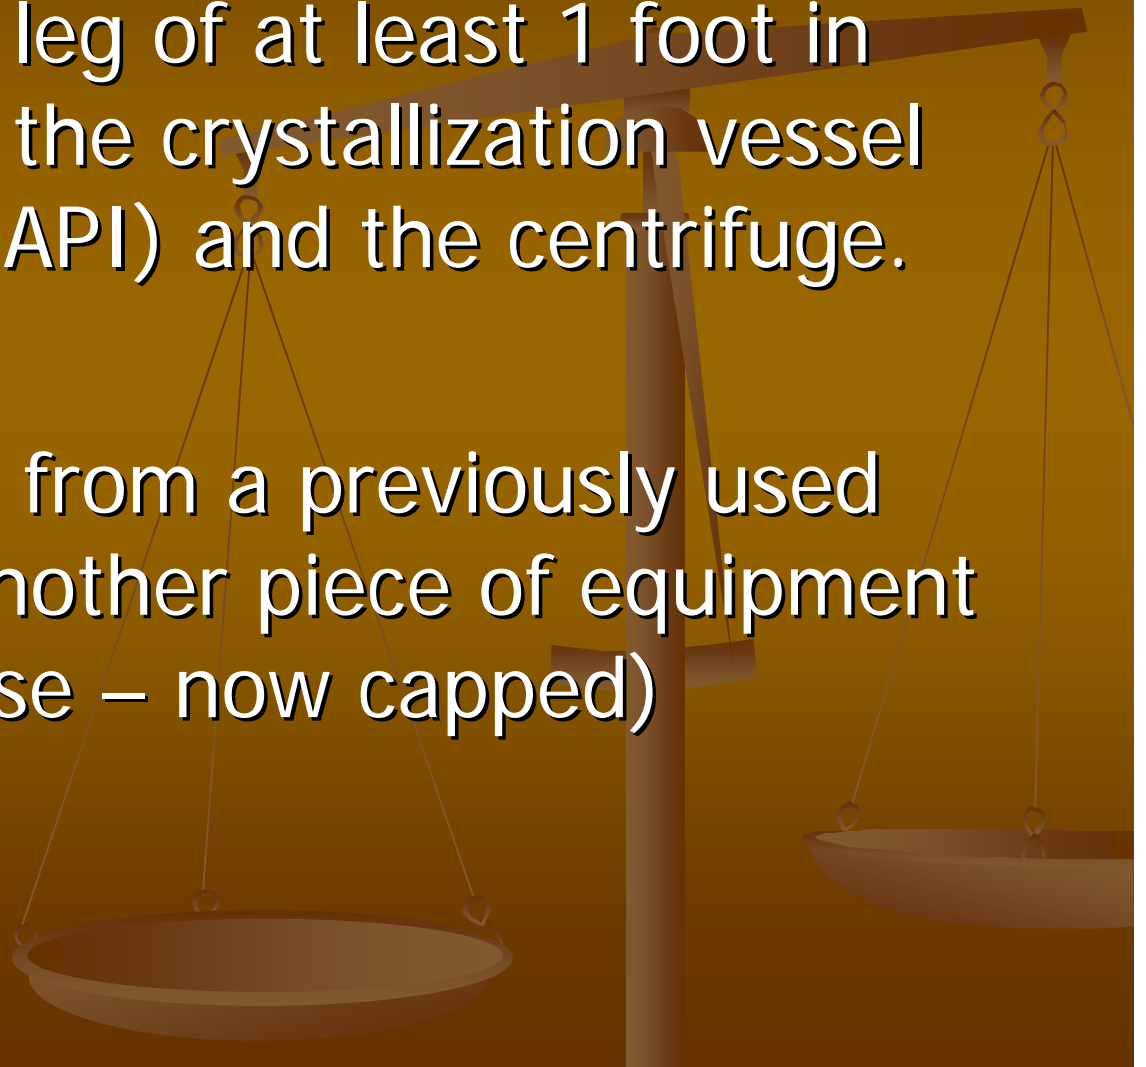 leg of at least 1 foot in
the crystallization vessel
API) and the centrifuge.
from a previously used
nother piece of equipment
se – now capped)